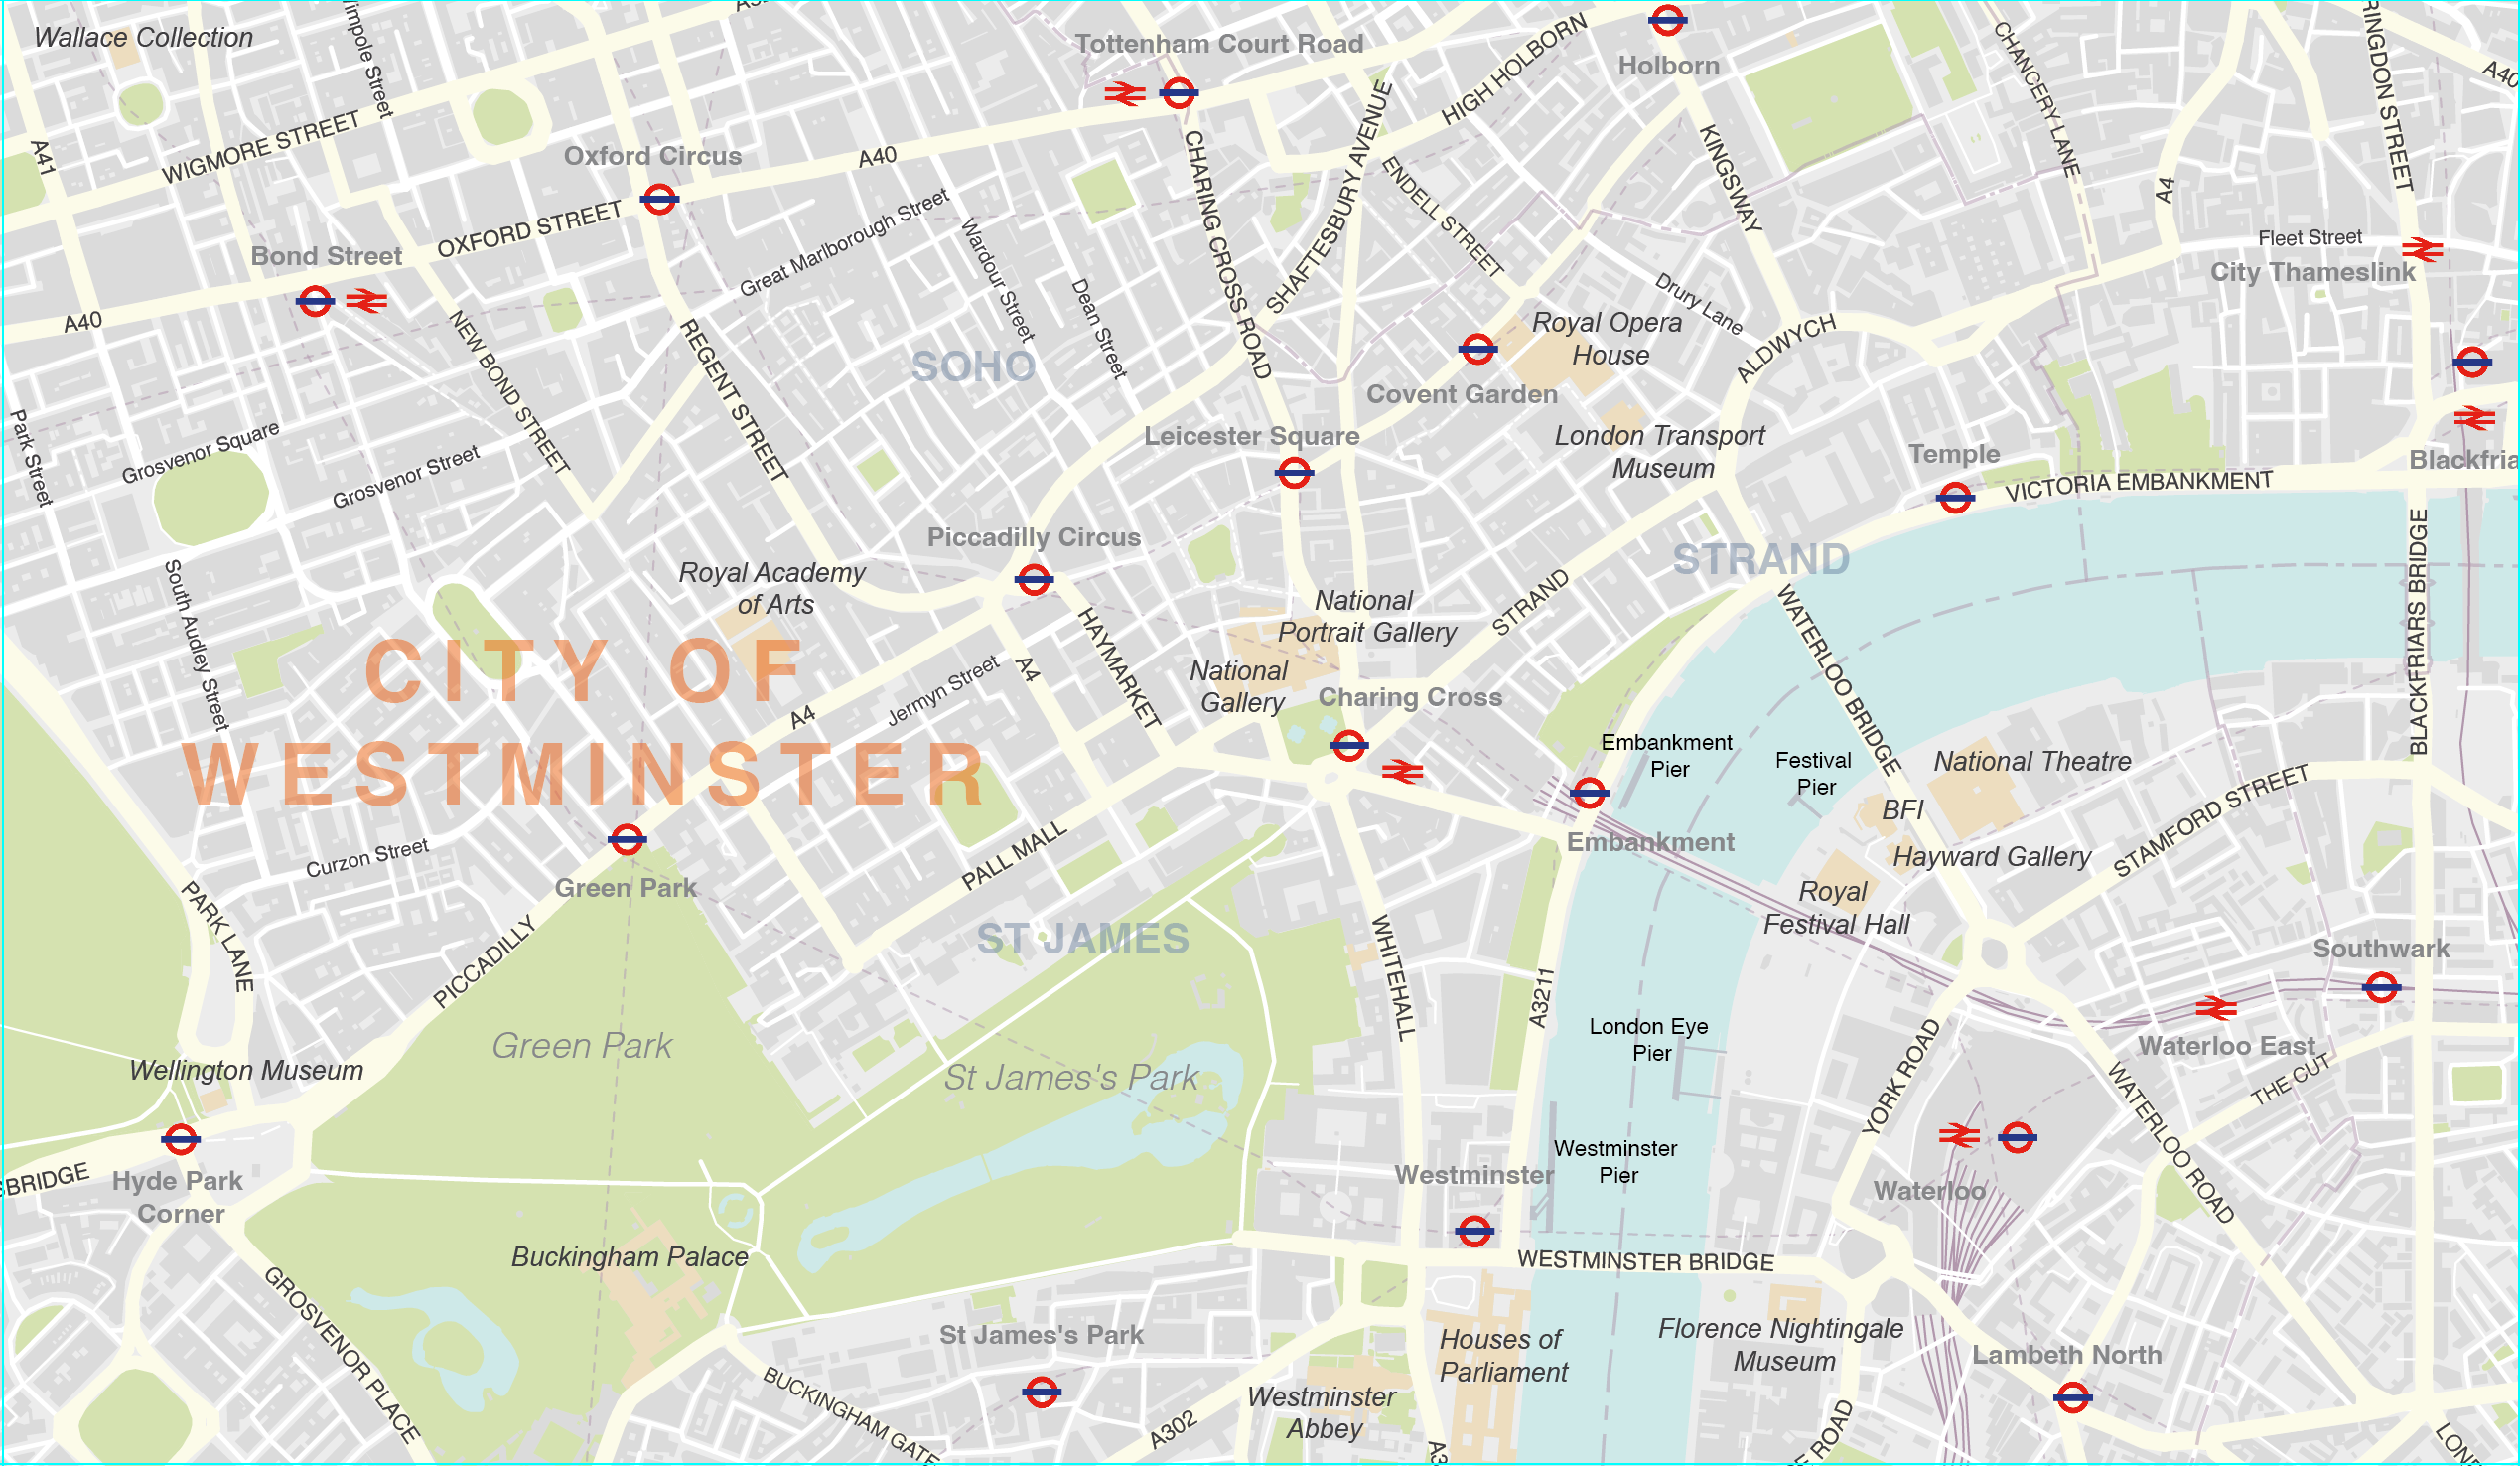 Wallace Collection
Wimpole Street
Tottenham Court Road
Holborn
HIGH HOLBORN
CHANCERY LANE
A40
A41
WIGMORE STREET
Oxford Circus
A40
CHARING CROSS ROAD
SHAFTESBURY AVENUE
ENDELL STREET
KINGSWAY
A4
Fleet Street
City Thameslink
Bond Street
OXFORD STREET
Great Marlborough Street
Wardour Street
Dean Street
Drury Lane
A40
NEW BOND STREET
REGENT STREET
SOHO
Royal Opera
House
ALDWYCH
Covent Garden
Park Street
Grosvenor Square
Grosvenor Street
Leicester Square
London Transport
Museum
Temple
VICTORIA EMBANKMENT
Piccadilly Circus
STRAND
BLACKFRIARS BRIDGE
South Audley Street
Royal Academy
of Arts
HAYMARKET
National
Portrait Gallery
STRAND
WATERLOO BRIDGE
CITY OF
WESTMINSTER
A4
Jermyn Street
A4
National
Gallery
Charing Cross
Embankment
Pier
Festival
Pier
National Theatre
BFI
STAMFORD STREET
Curzon Street
PALL MALL
Embankment
Hayward Gallery
Green Park
PARK LANE
PICCADILLY
ST JAMES
WHITEHALL
Royal
Festival Hall
Southwark
A3211
Green Park
St James's Park
London Eye
Pier
YORK ROAD
Waterloo East
THE CUT
WATERLOO ROAD
Wellington Museum
Hyde Park
Corner
Westminster
Westminster
Pier
Waterloo
Buckingham Palace
WESTMINSTER BRIDGE
GROSVENOR PLACE
St James's Park
Houses of
Parliament
Florence Nightingale
Museum
Lambeth North
BUCKINGHAM GATE
A302
Westminster
Abbey
ROAD